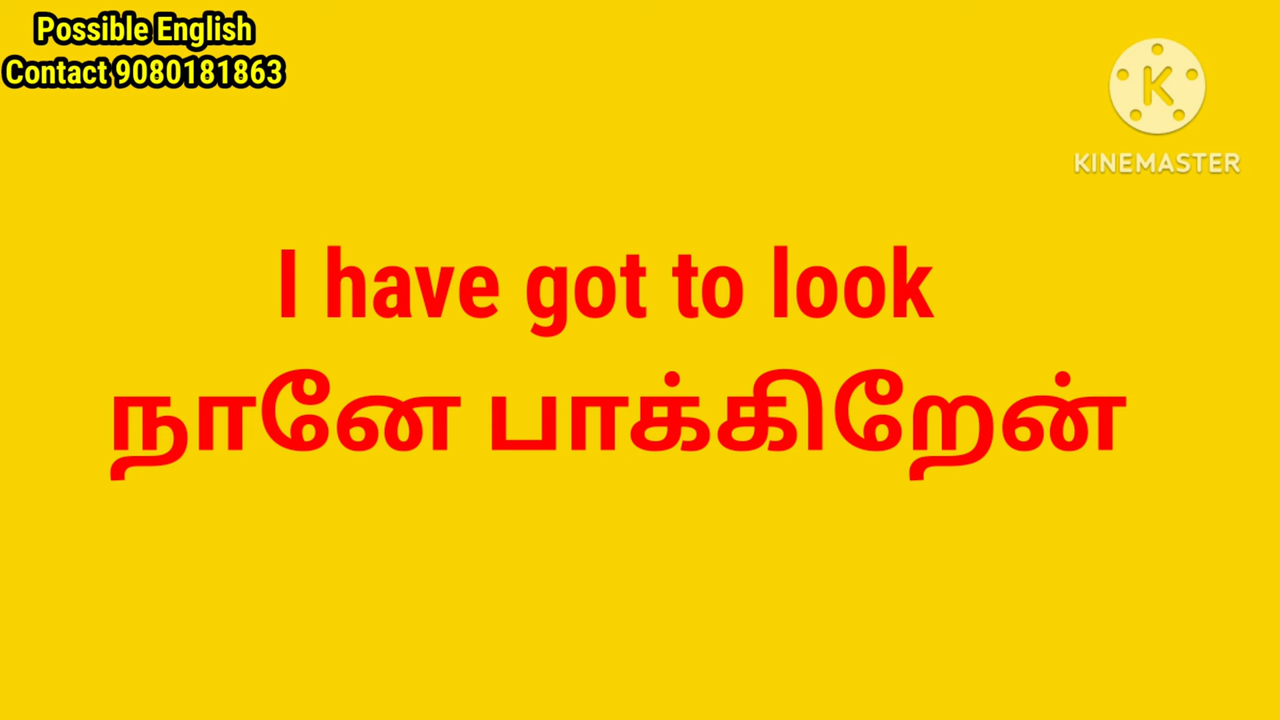 Possible English
Contact 9080181863
K
KINEMASTER
I have got to look
நானே பாக்கிறேன்